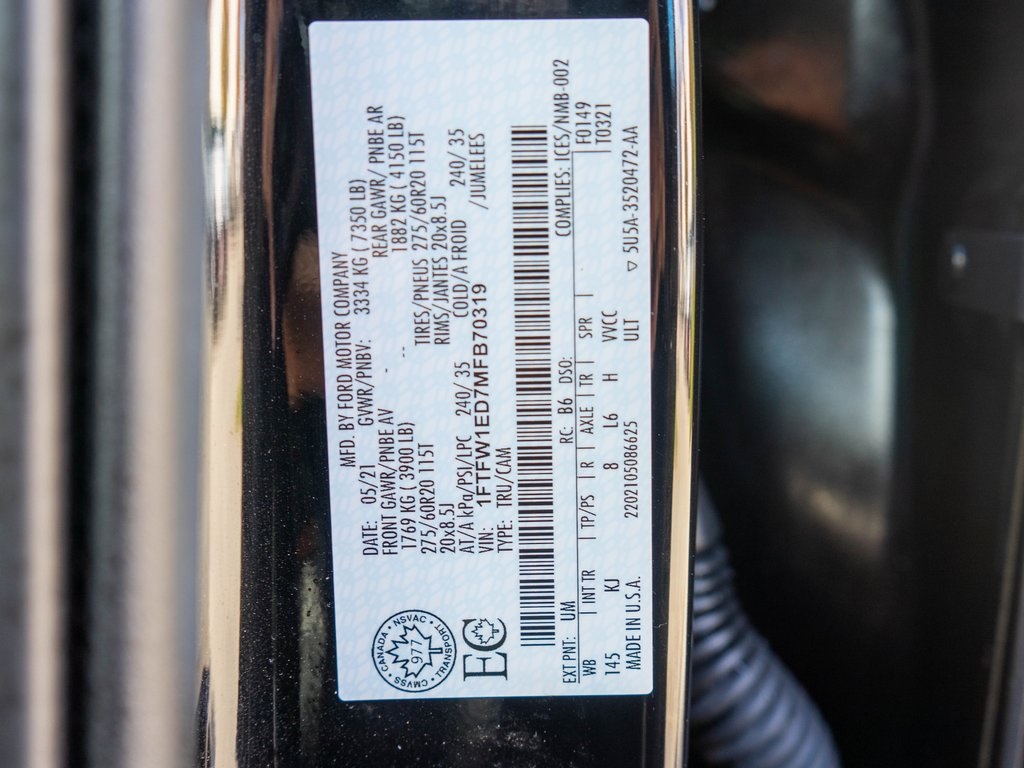 MFD. BY FORD MOTOR COMPANY
DATE: 05/21 GVWR/PNBV: 3334 KG ( 7350 LB)
FRONT GAWR/PNBE AV REAR GAWR/ PNBE AR
1769 KG ( 3900 LB) -- 1882 KG ( 4150 LB)
275/60R20 115T TIRES/PNEUS 275/60R20 115T
20x8.5J RIMS/JANTES 20x8.5J
AT/A kPa/PSI/LPC 240/ 35 COLD/A FROID 240/ 35
VIN: 1FTFW1ED7MFB70319 /JUMELEES
TYPE: TRU/CAM
CANADA • NSVAC • TRANSPORT • CMVSS •
977
EC
EXT PNT: UM RC: B6 DSO: COMPLIES: ICES/NMB-002
WB | INT TR | TP/PS | R | AXLE | TR | SPR | F0149
T0321
145 KJ 8 L6 H VVCC
MADE IN U.S.A. 2202105086625 ULT ▽ 5U5A-3520472-AA